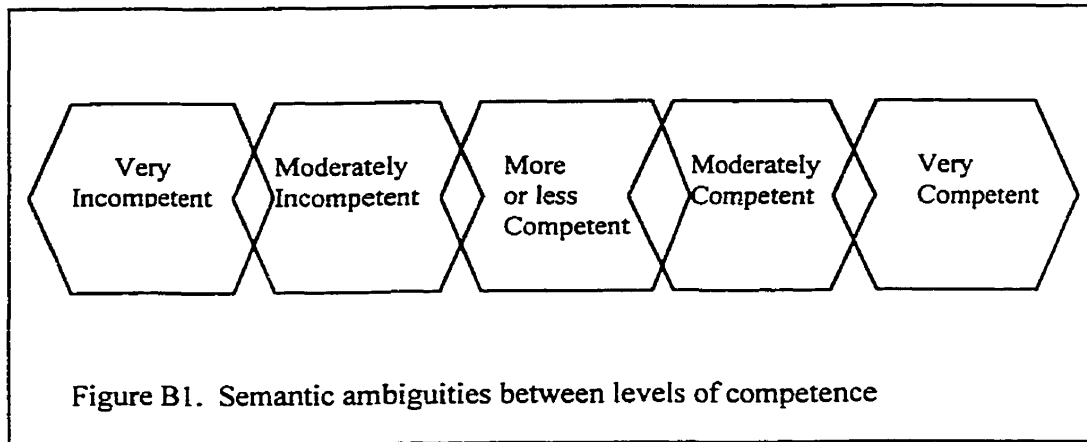 Very
Incompetent
Moderately
Incompetent
More
or less
Competent
Moderately
Competent
Very
Competent
Figure B1. Semantic ambiguities between levels of competence